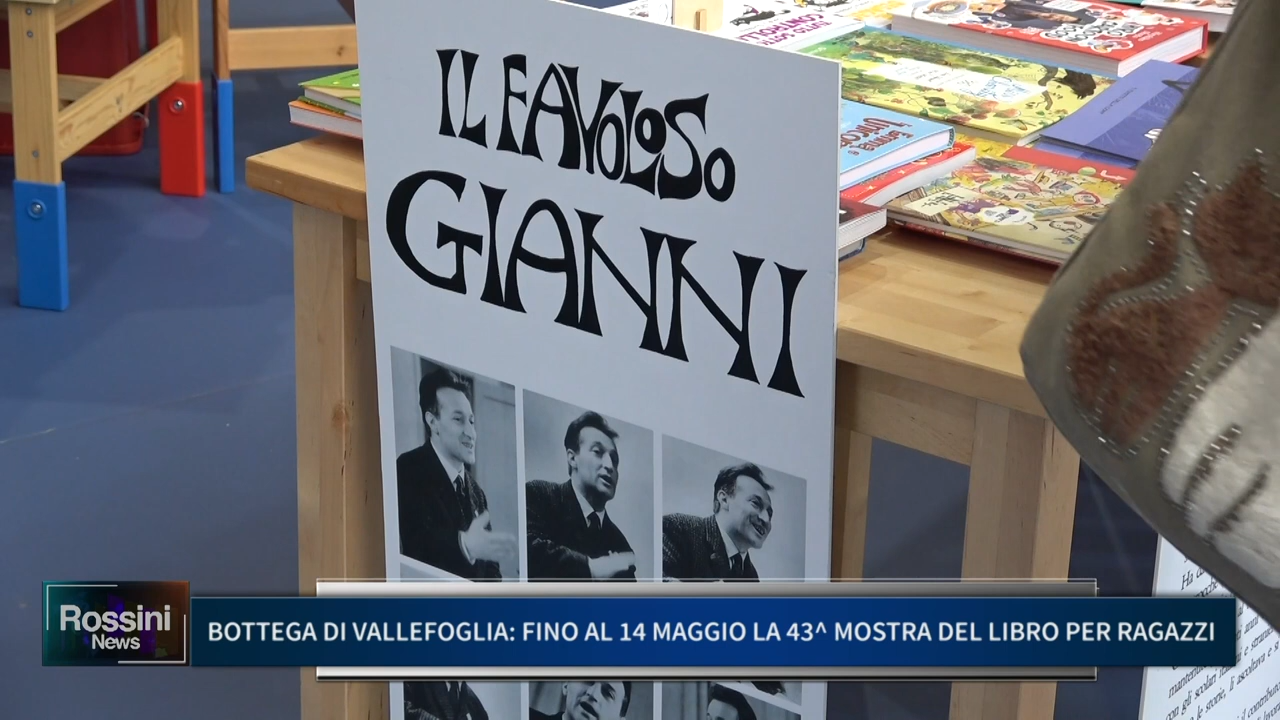 IL FAVOLOSO
GIANNI
Rossini
News
BOTTEGA DI VALLEFOGLIA: FINO AL 14 MAGGIO LA 43^ MOSTRA DEL LIBRO PER RAGAZZI